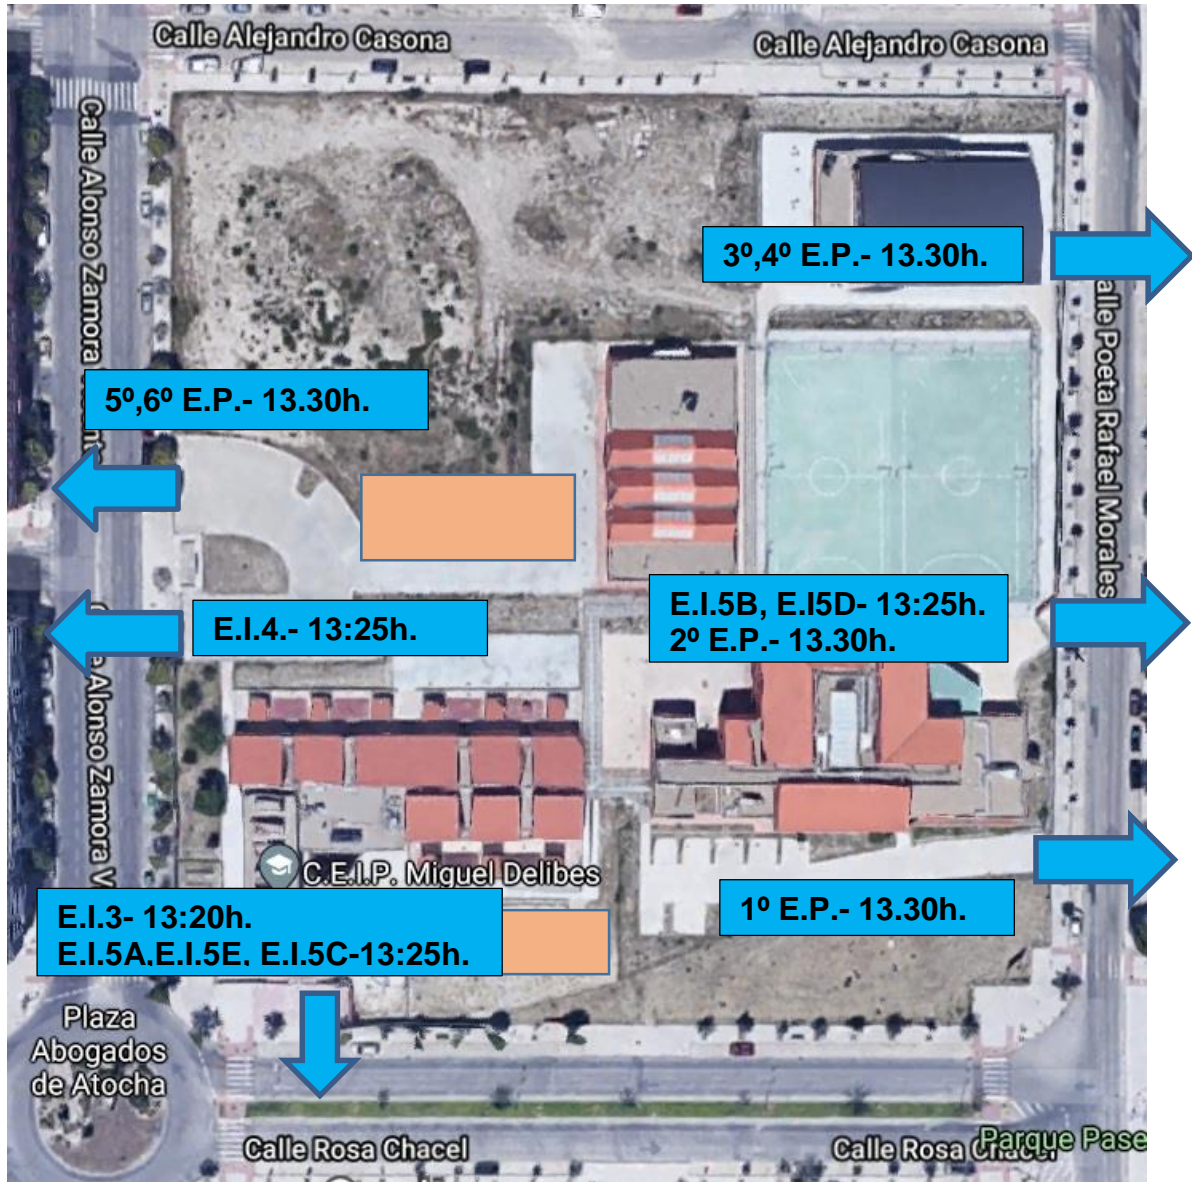 Calle Alejandro Casona
Calle Alejandro Casona
Calle Alonso Zamora
3º,4º E.P.- 13.30h.
alle Poeta Rafael Morales
5º,6º E.P.- 13.30h.
E.I.4.- 13:25h.
E.I.5B, E.I5D- 13:25h.
2º E.P.- 13.30h.
Alonso Zamora V
C.E.I.P. Miguel Delibes
1º E.P.- 13.30h.
E.I.3- 13:20h.
E.I.5A,E.I.5E, E.I.5C-13:25h.
Plaza
Abogados
de Atocha
Calle Rosa Chacel
Calle Rosa Chacel
Parque Pase